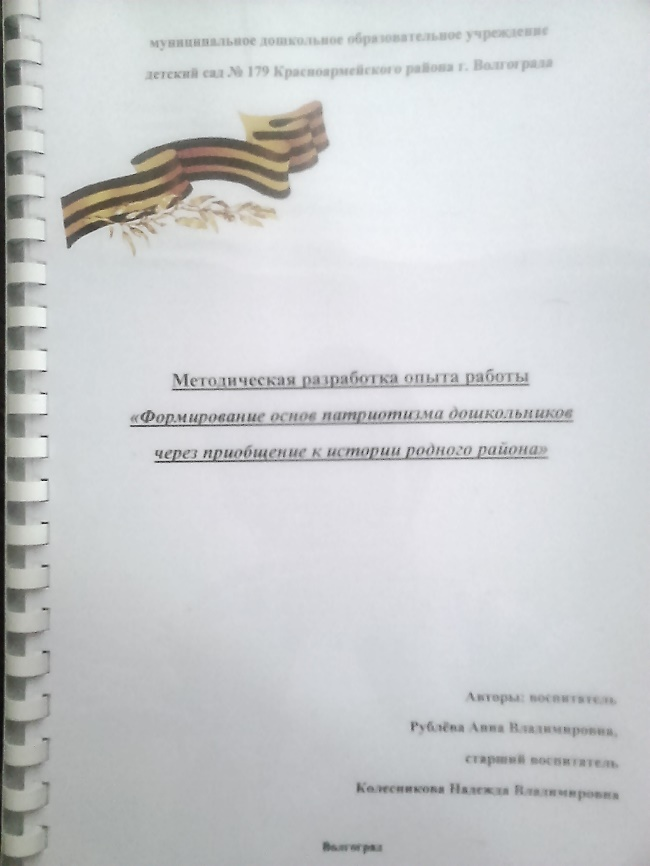 муниципальное дошкольное образовательное учреждение
детский сад № 179 Красноармейского района г. Волгограда
Методическая разработка опыта работы
«Формирование основ патриотизма дошкольников
через приобщение к истории родного района»
Авторы: воспитатель
Рублёва Анна Владимировна,
старший воспитатель
Колесникова Надежда Владимировна
Волгоград